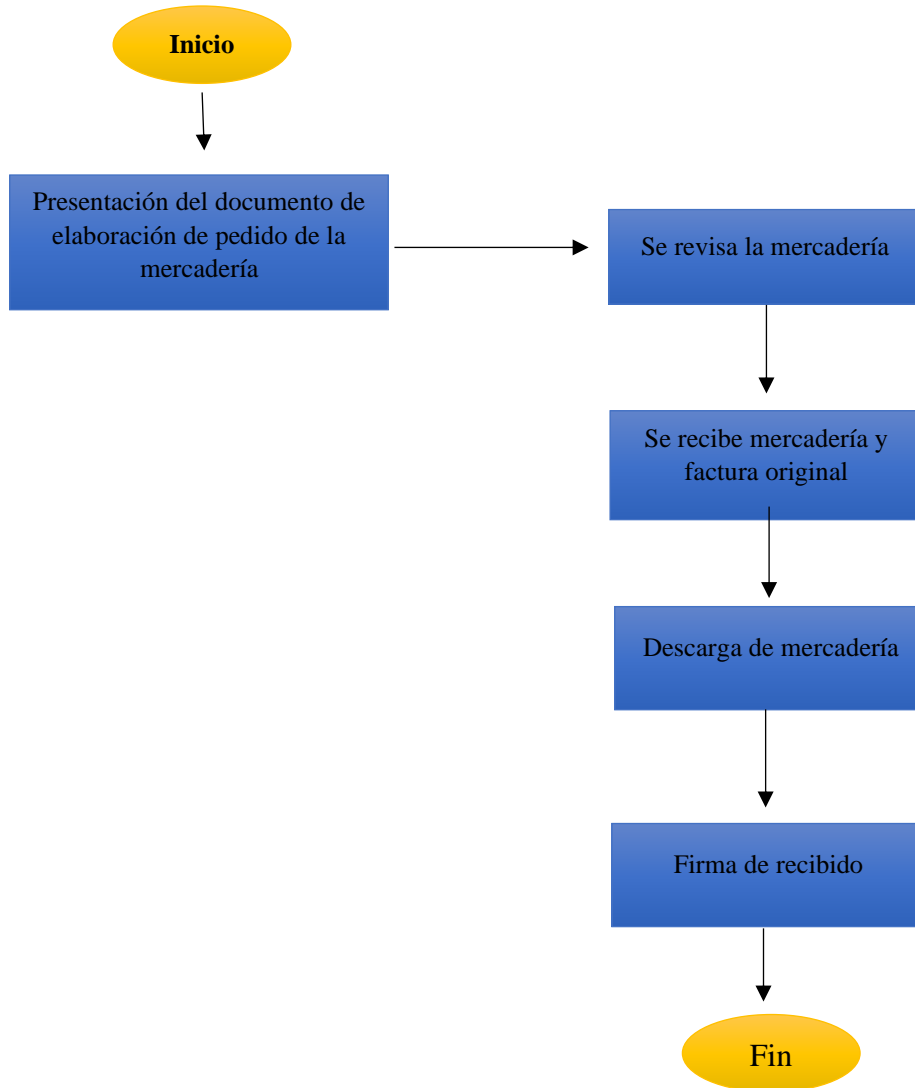 Inicio
Presentación del documento de
elaboración de pedido de la
mercadería
Se revisa la mercadería
Se recibe mercadería y
factura original
Descarga de mercadería
Firma de recibido
Fin